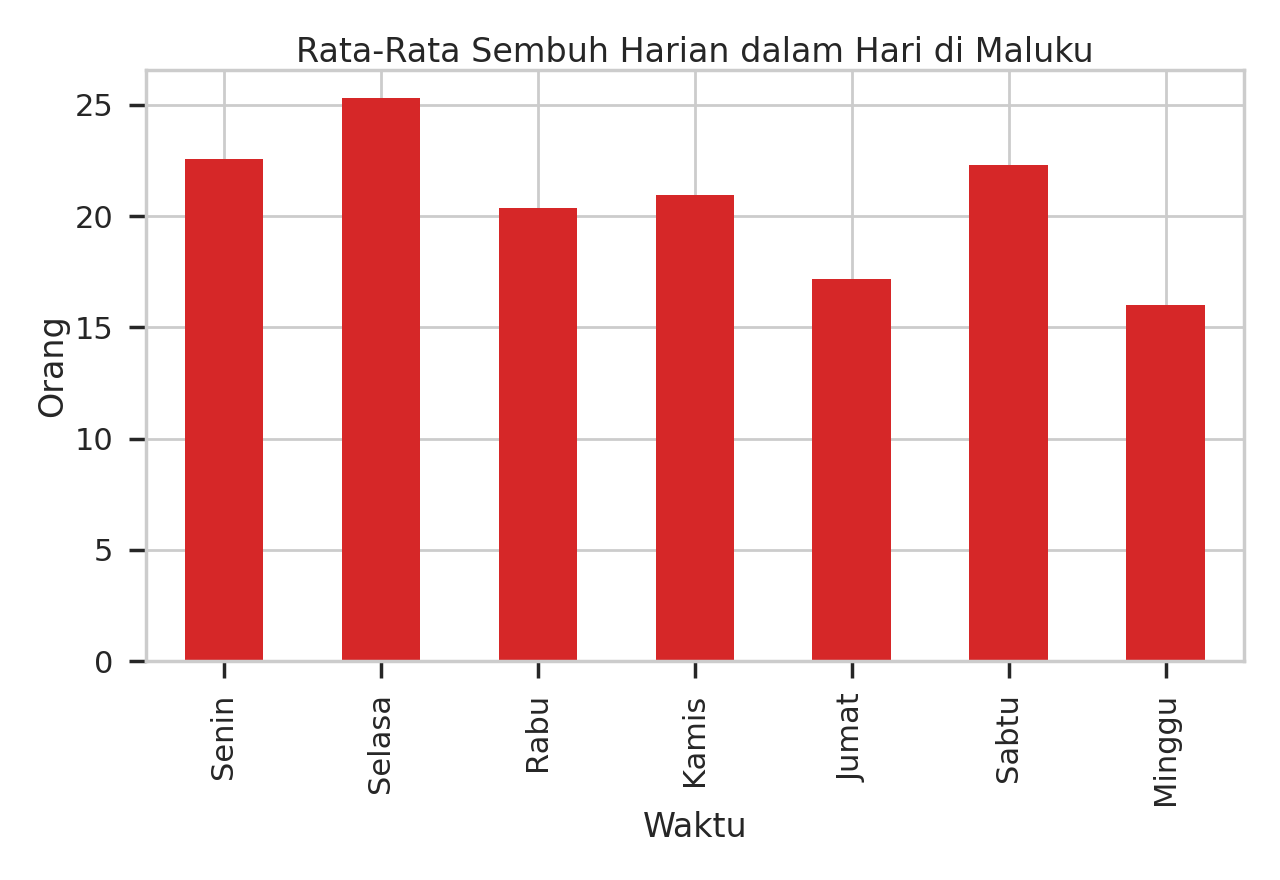 Rata-Rata Sembuh Harian dalam Hari di Maluku
Orang
25
20
15
10
5
0
Senin
Selasa
Rabu
Kamis
Jumat
Sabtu
Minggu
Waktu